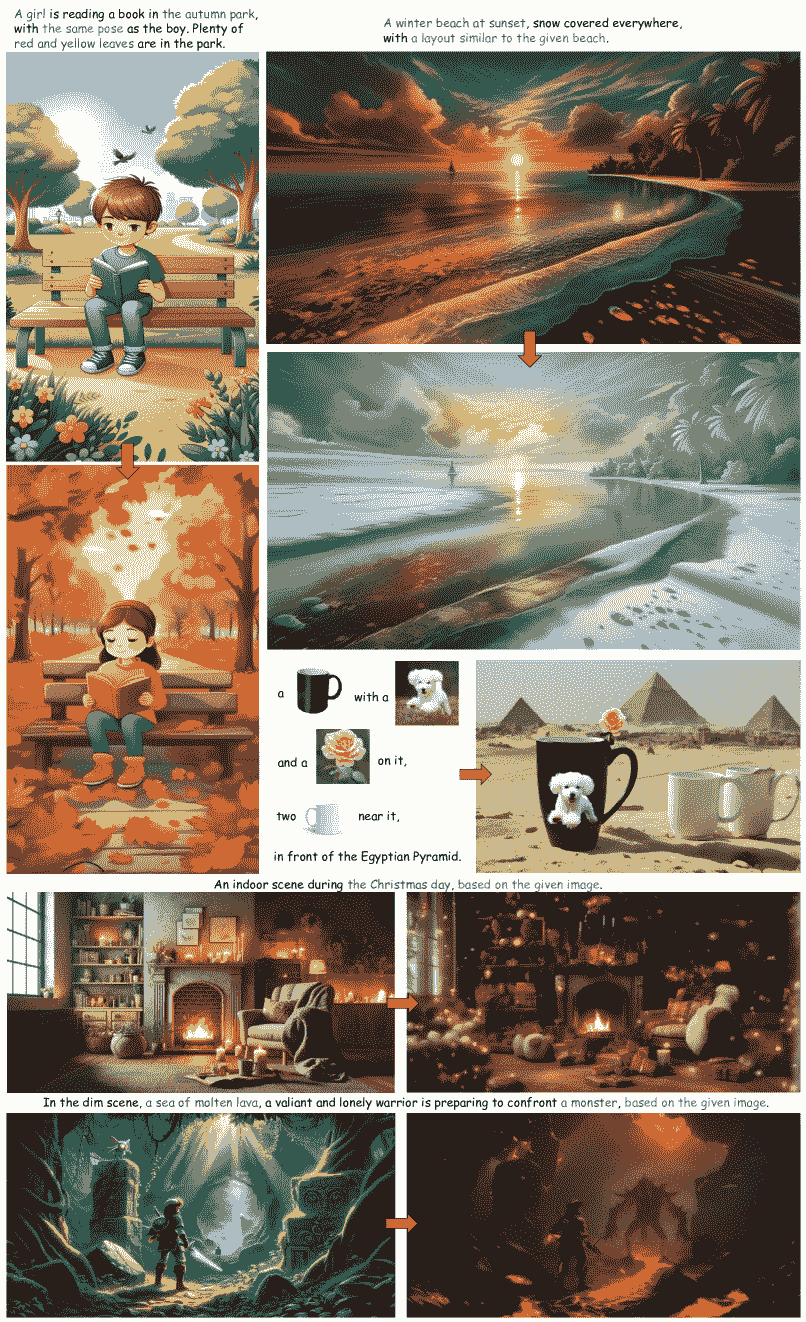 A girl is reading a book in the autumn park,
with the same pose as the boy. Plenty of
red and yellow leaves are in the park.
A winter beach at sunset, snow covered everywhere,
with a layout similar to the given beach.
a with a
and a on it,
two near it,
in front of the Egyptian Pyramid.
An indoor scene during the Christmas day, based on the given image.
In the dim scene, a sea of molten lava, a valiant and lonely warrior is preparing to confront a monster, based on the given image.